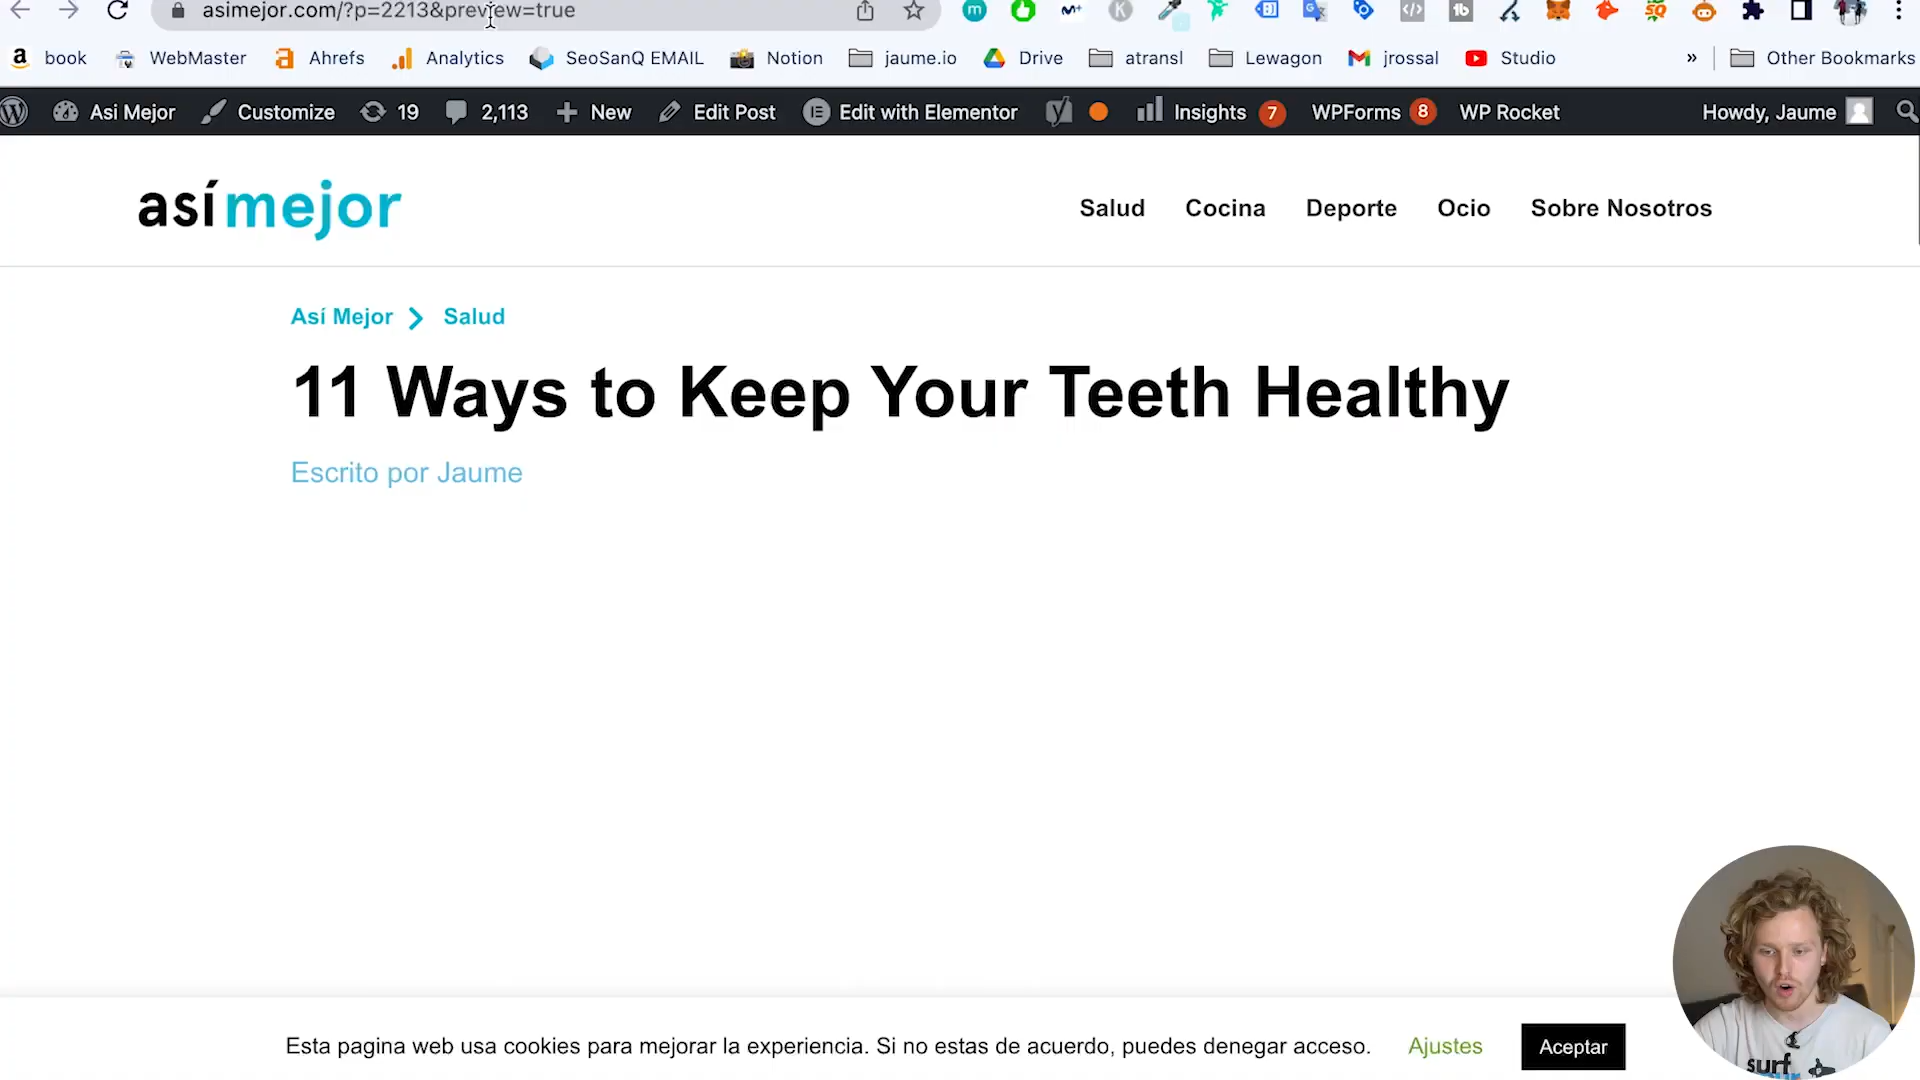 asimejor.com/?p=2213&preview=true
book WebMaster Ahrefs Analytics SeoSanQ EMAIL Notion jaume.io Drive atransl Lewagon jrossal Studio » Other Bookmarks
Asi Mejor Customize 19 2,113 New Edit Post Edit with Elementor Insights 7 WPForms 8 WP Rocket Howdy, Jaume
así mejor
Salud Cocina Deporte Ocio Sobre Nosotros
Así Mejor Salud
11 Ways to Keep Your Teeth Healthy
Escrito por Jaume
Esta pagina web usa cookies para mejorar la experiencia. Si no estas de acuerdo, puedes denegar acceso. Ajustes Aceptar
surf